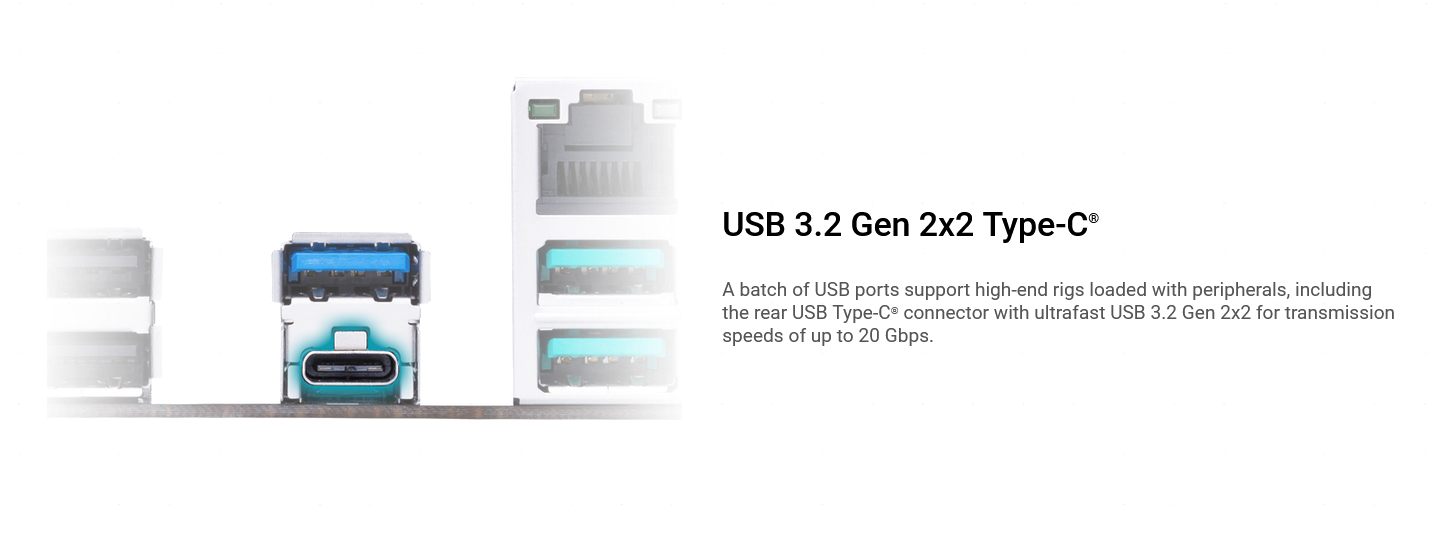 USB 3.2 Gen 2x2 Type-C®
A batch of USB ports support high-end rigs loaded with peripherals, including
the rear USB Type-C® connector with ultrafast USB 3.2 Gen 2x2 for transmission
speeds of up to 20 Gbps.